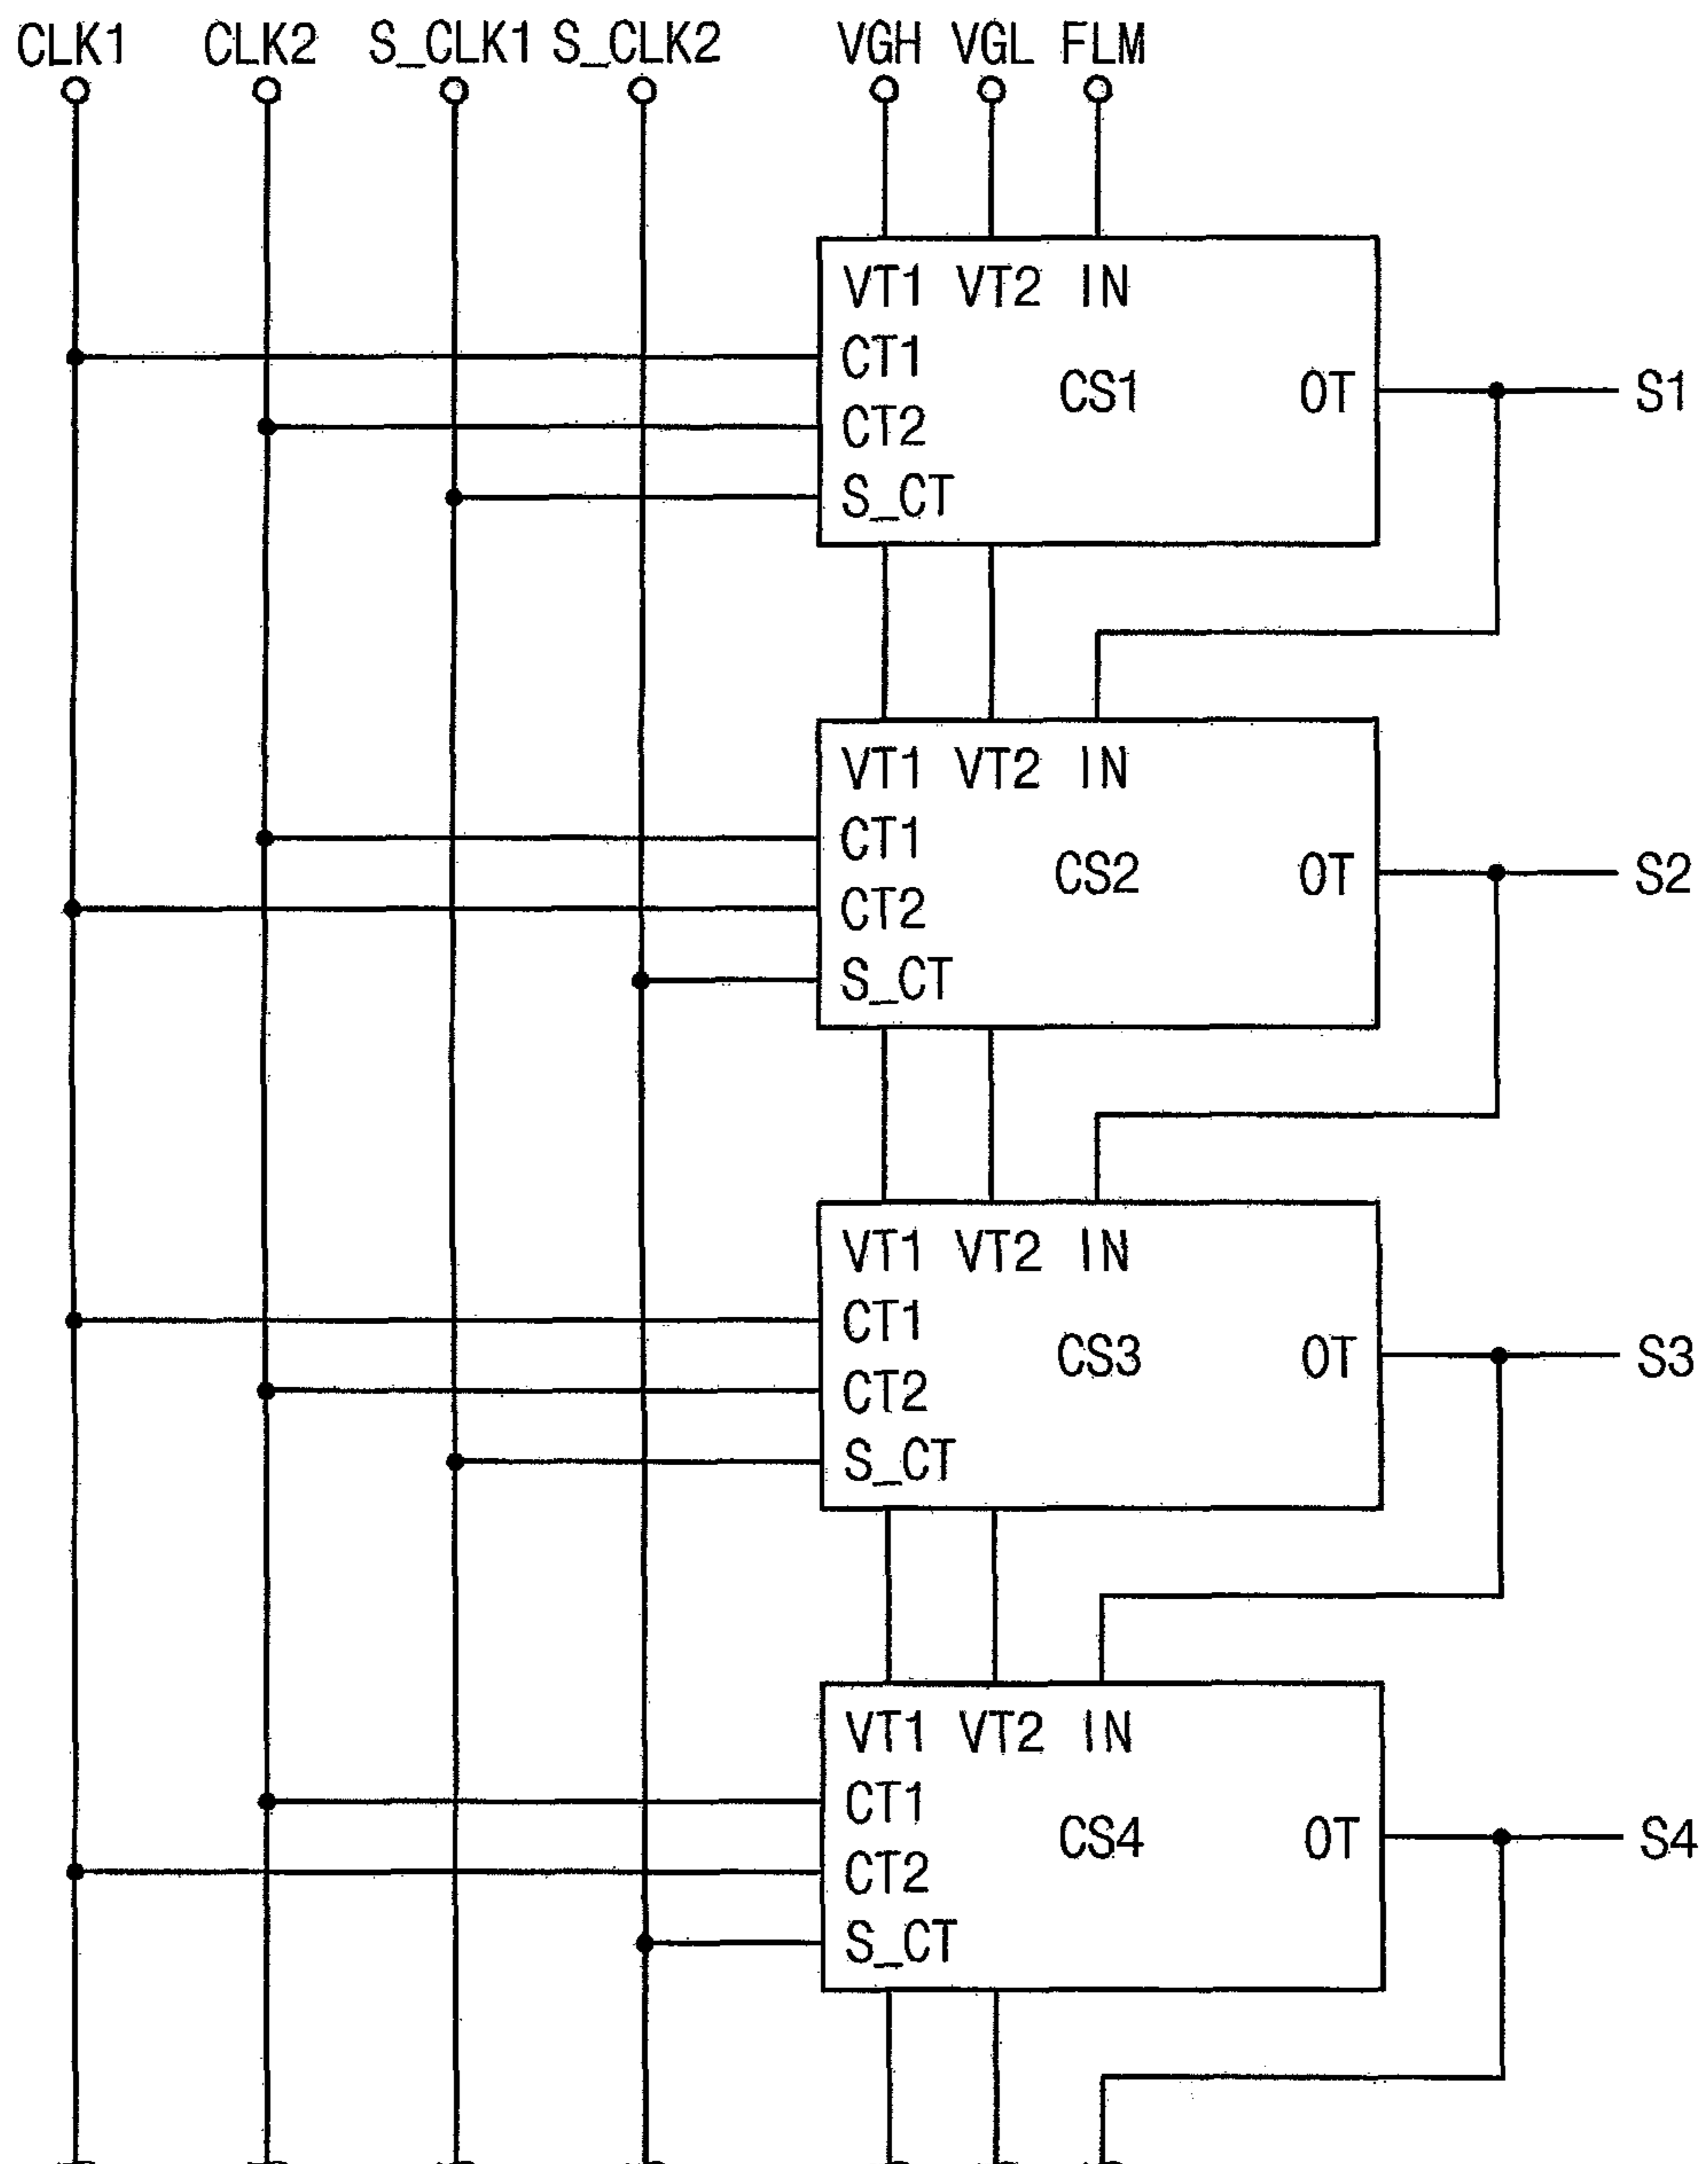 CLK1 CLK2 S_CLK1 S_CLK2 VGH VGL FLM
VT1 VT2 IN
CT1
CS1 OT S1
CT2
S_CT
VT1 VT2 IN
CT1
CS2 OT S2
CT2
S_CT
VT1 VT2 IN
CT1
CS3 OT S3
CT2
S_CT
VT1 VT2 IN
CT1
CS4 OT S4
CT2
S_CT